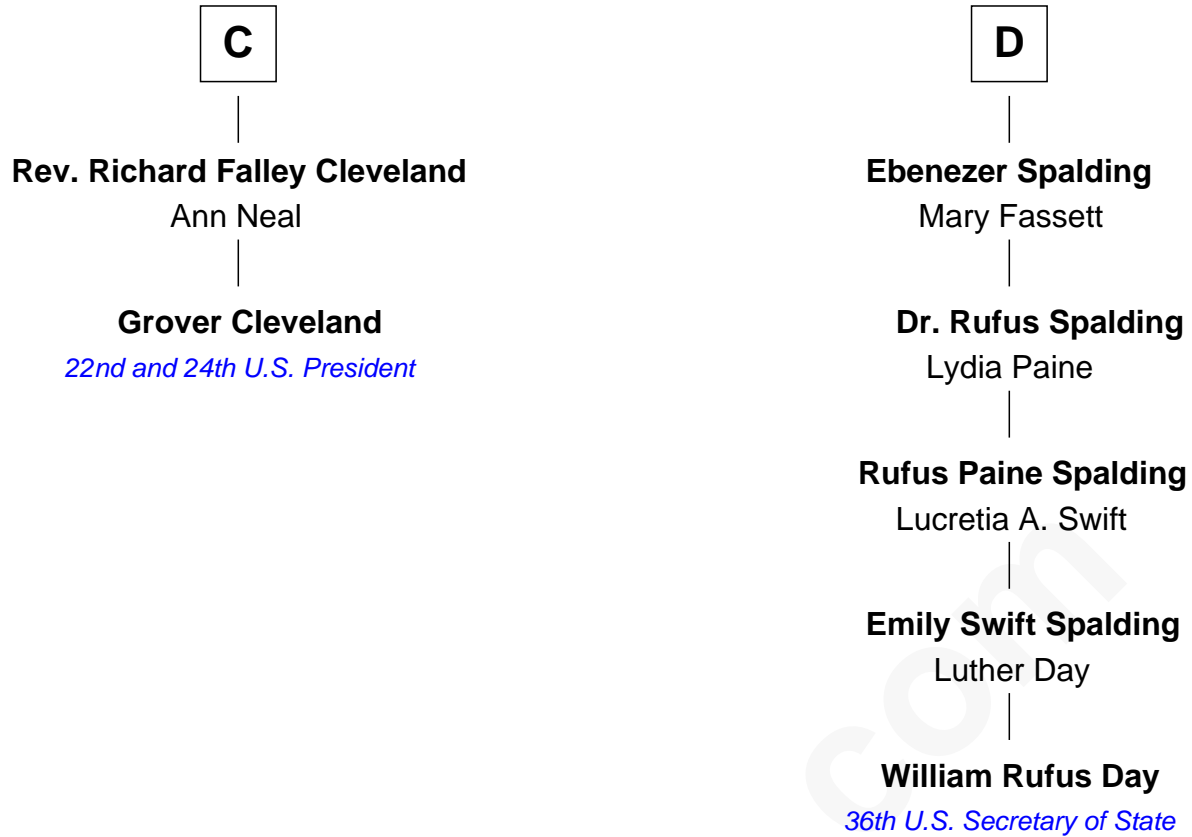 C
Rev. Richard Falley Cleveland
Ann Neal
Grover Cleveland
22nd and 24th U.S. President
D
Ebenezer Spalding
Mary Fassett
Dr. Rufus Spalding
Lydia Paine
Rufus Paine Spalding
Lucretia A. Swift
Emily Swift Spalding
Luther Day
William Rufus Day
36th U.S. Secretary of State
com